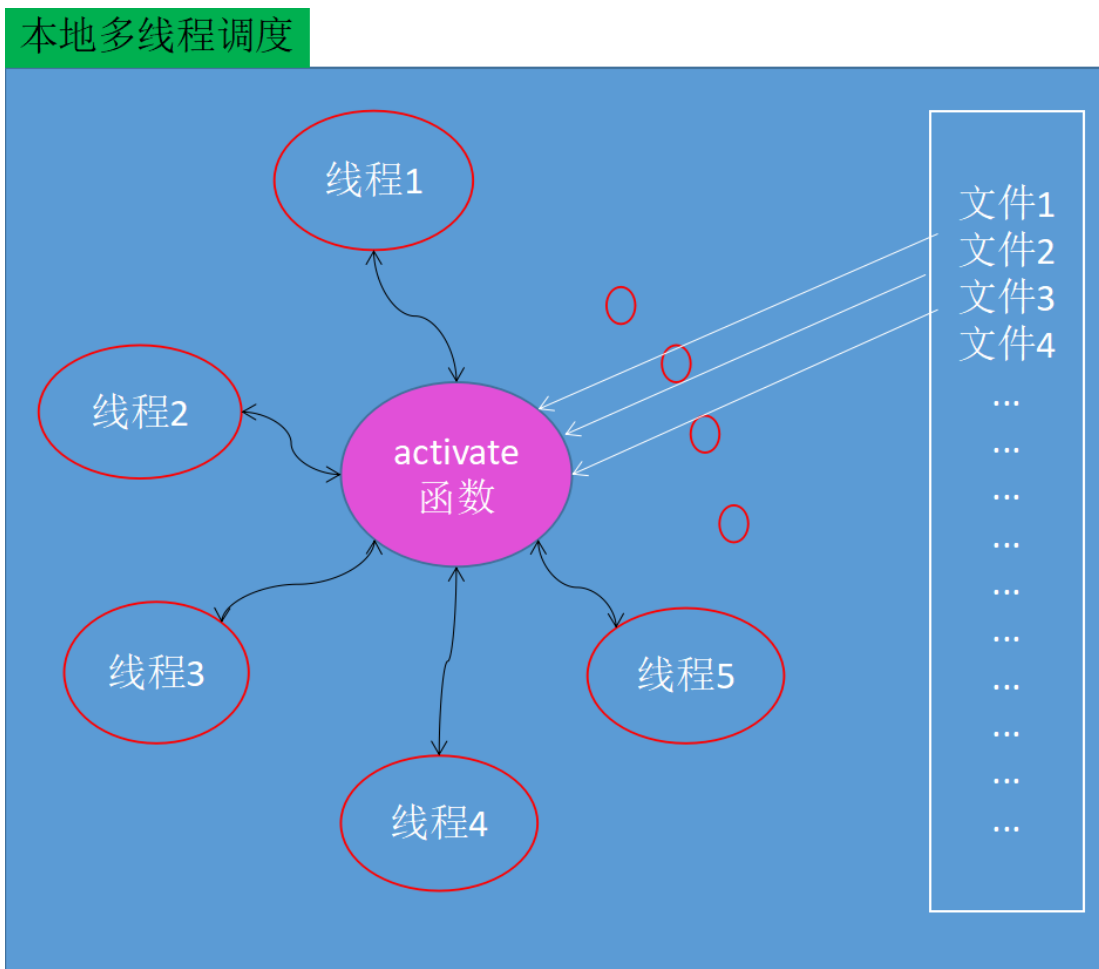 本地多线程调度
线程1
线程2
activate
函数
线程3
线程4
线程5
文件1
文件2
文件3
文件4
...
...
...
...
...
...
...
...
...
...